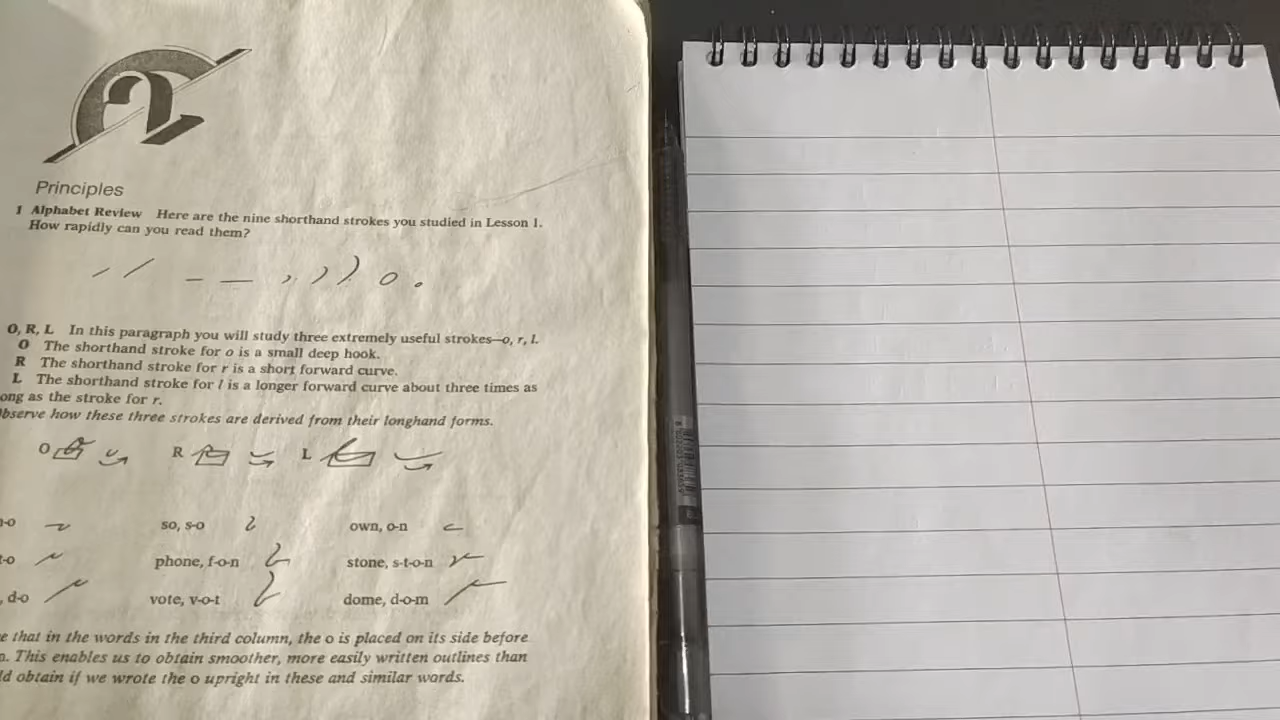 2
Principles
1 Alphabet Review Here are the nine shorthand strokes you studied in Lesson 1.
How rapidly can you read them?
O, R, L In this paragraph you will study three extremely useful strokes—o, r, l.
O The shorthand stroke for o is a small deep hook.
R The shorthand stroke for r is a short forward curve.
L The shorthand stroke for l is a longer forward curve about three times as
ong as the stroke for r.
bserve how these three strokes are derived from their longhand forms.
O R L
-o so, s-o own, o-n
t-o phone, f-o-n stone, s-t-o-n
, d-o vote, v-o-t dome, d-o-m
e that in the words in the third column, the o is placed on its side before
. This enables us to obtain smoother, more easily written outlines than
ld obtain if we wrote the o upright in these and similar words.